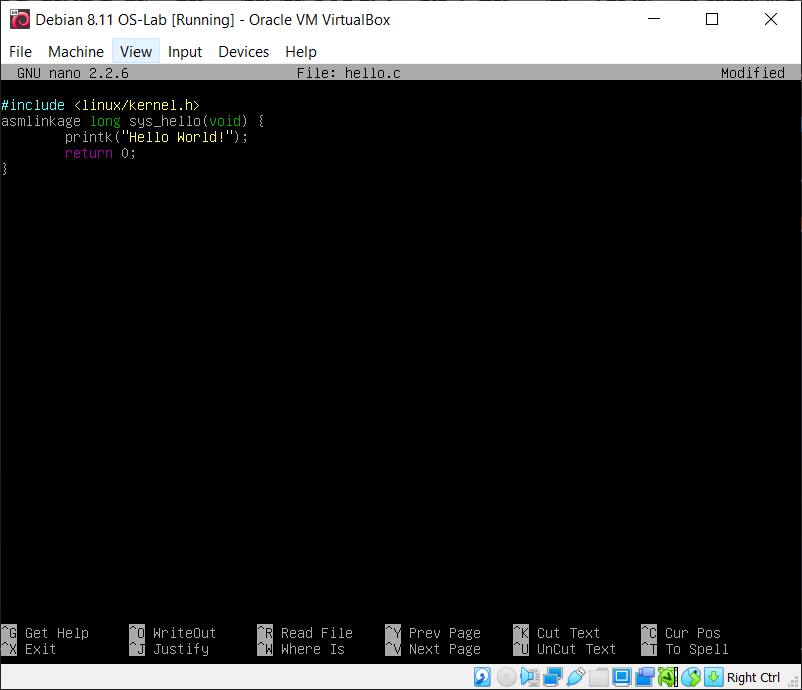 Debian 8.11 OS-Lab [Running] - Oracle VM VirtualBox
File Machine View Input Devices Help
GNU nano 2.2.6 File: hello.c Modified
#include <linux/kernel.h>
asmlinkage long sys_hello(void) {
        printk("Hello World!");
        return 0;
}
^G Get Help ^O WriteOut ^R Read File ^Y Prev Page ^K Cut Text ^C Cur Pos
^X Exit ^J Justify ^W Where Is ^V Next Page ^U UnCut Text ^T To Spell
Right Ctrl